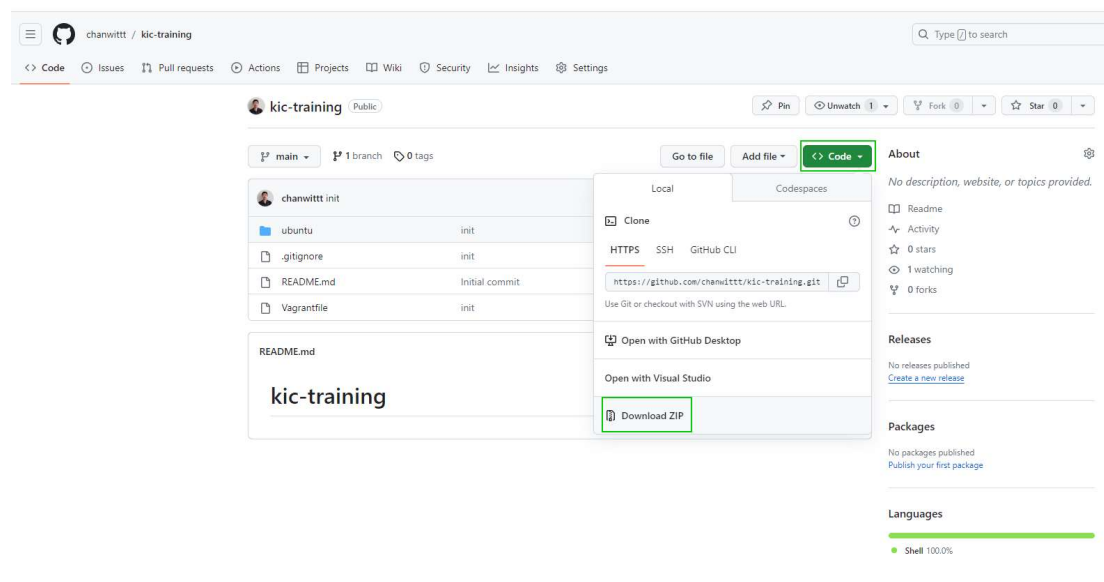 chanwittt / kic-training
Type / to search
<> Code Issues Pull requests Actions Projects Wiki Security Insights Settings
kic-training Public
Pin Unwatch 1 Fork 0 Star 0
main 1 branch 0 tags
Go to file Add file <> Code
chanwittt init
ubuntu init
.gitignore init
README.md Initial commit
Vagrantfile init
README.md
kic-training
Local Codespaces
Clone
HTTPS SSH GitHub CLI
https://github.com/chanwittt/kic-training.git
Use Git or checkout with SVN using the web URL.
Open with GitHub Desktop
Open with Visual Studio
Download ZIP
About
No description, website, or topics provided.
Readme
Activity
0 stars
1 watching
0 forks
Releases
No releases published
Create a new release
Packages
No packages published
Publish your first package
Languages
Shell 100.0%